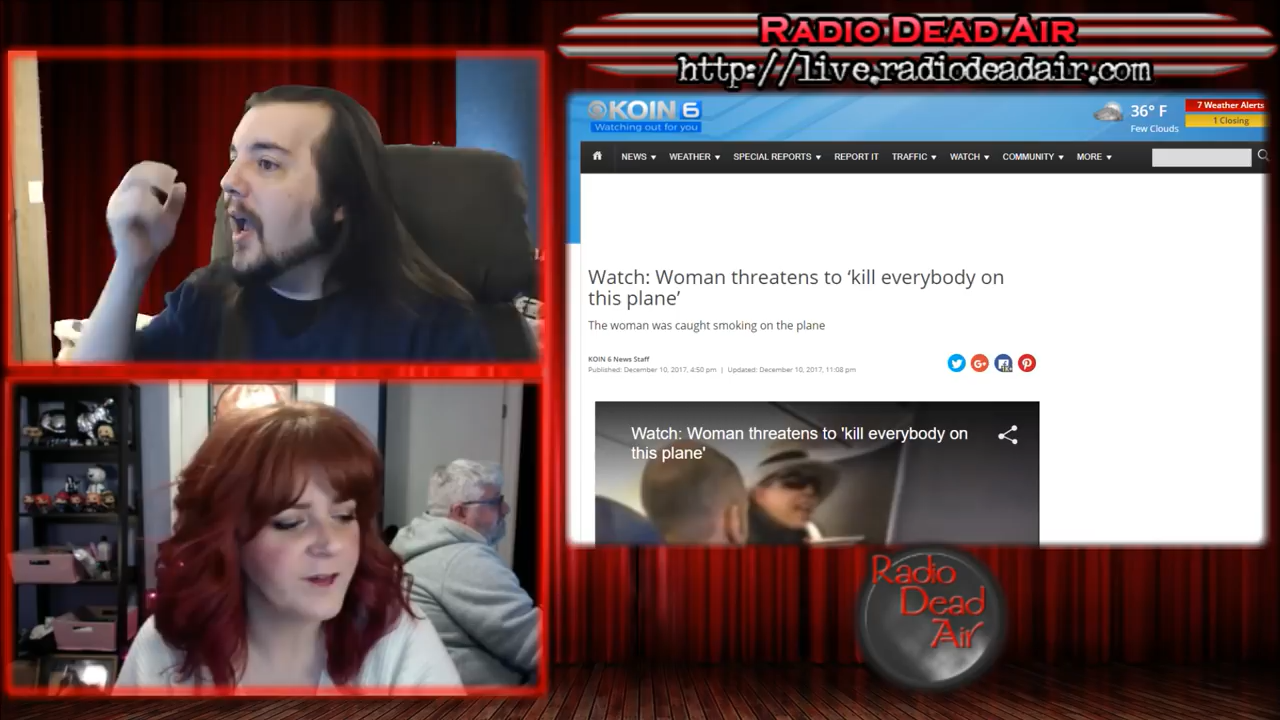 Radio Dead Air
http://live.radiodeadair.com
KOIN 6
Watching out for you
36° F
Few Clouds
7 Weather Alerts
1 Closing
NEWS WEATHER SPECIAL REPORTS REPORT IT TRAFFIC WATCH COMMUNITY MORE
Watch: Woman threatens to ‘kill everybody on
this plane’
The woman was caught smoking on the plane
KOIN 6 News Staff
Published: December 10, 2017, 4:50 pm | Updated: December 10, 2017, 11:08 pm
Watch: Woman threatens to 'kill everybody on
this plane'
Radio
Dead
Air